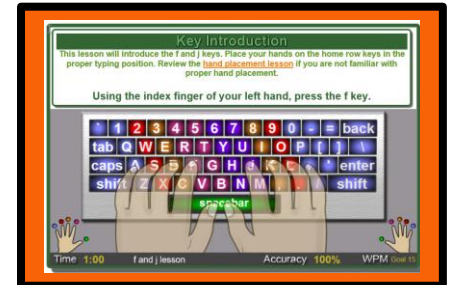 Key Introduction
This lesson will introduce the f and j keys. Place your hands on the home row keys in the
proper typing position. Review the hand placement lesson if you are not familiar with
proper hand placement.
Using the index finger of your left hand, press the f key.
1 2 3 4 5 6 7 8 9 0 - = back
tab Q W E R T Y U I O P [ ] \
caps A S D F G H J K L ; ' enter
shift Z X C V B N M , . / shift
spacebar
Time 1:00 f and j lesson Accuracy 100% WPM Goal 15